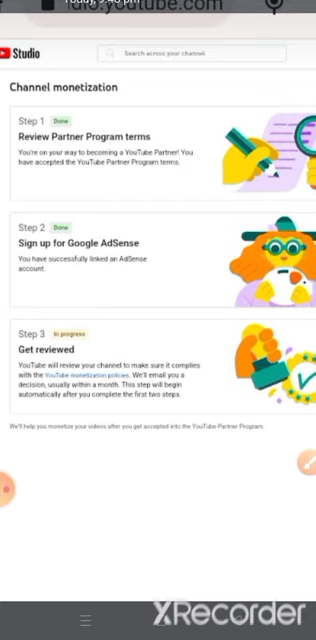 Today, 9:46 pm
dio.youtube.com
Studio
Search across your channel
Channel monetization
Step 1 Done
Review Partner Program terms
You're on your way to becoming a YouTube Partner! You
have accepted the YouTube Partner Program terms.
Step 2 Done
Sign up for Google AdSense
You have successfully linked an AdSense
account.
Step 3 In progress
Get reviewed
YouTube will review your channel to make sure it complies
with the YouTube monetization policies. We'll email you a
decision, usually within a month. This step will begin
automatically after you complete the first two steps.
We'll help you monetize your videos after you get accepted into the YouTube Partner Program.
XRecorder